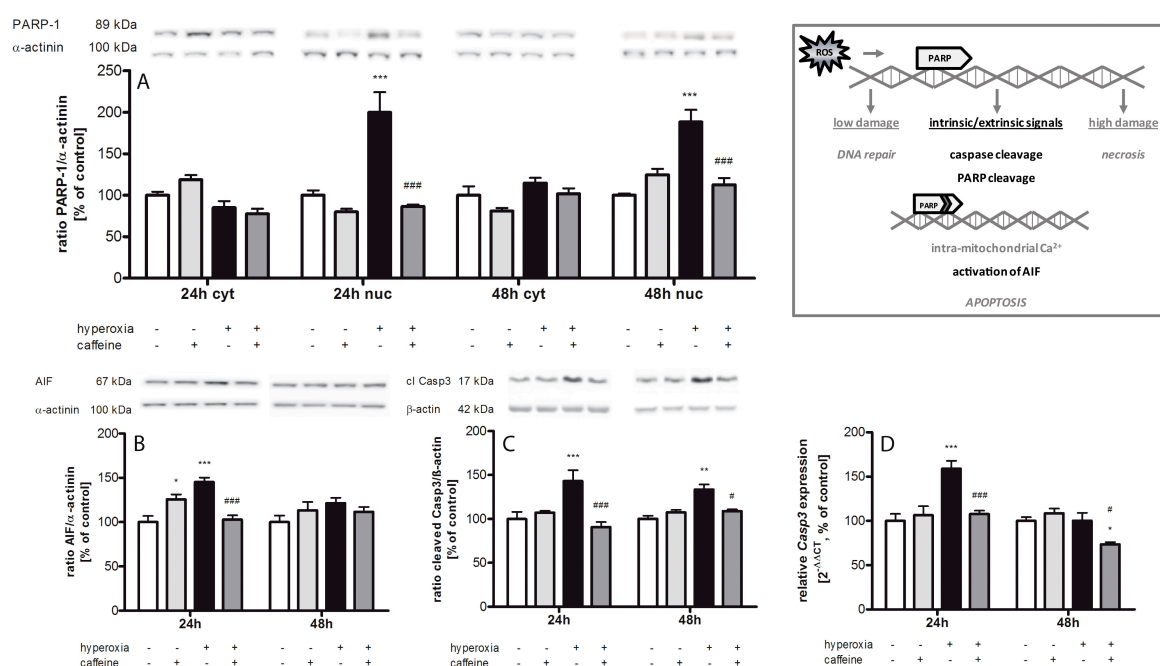 PARP-1 89 kDa
α-actinin 100 kDa
A
ratio PARP-1/α-actinin
[% of control]
250
200
150
100
50
0
***
###
***
###
24h cyt 24h nuc 48h cyt 48h nuc
hyperoxia - - + + - - + + - - + + - - + +
caffeine - + - + - + - + - + - + - + - +
ROS
PARP
low damage intrinsic/extrinsic signals high damage
DNA repair caspase cleavage necrosis
PARP cleavage
PARP
intra-mitochondrial Ca²⁺
activation of AIF
APOPTOSIS
AIF 67 kDa
α-actinin 100 kDa
B
ratio AIF/α-actinin
[% of control]
200
150
100
50
0
*
***
###
24h 48h
hyperoxia - - + + - - + +
caffeine - + - + - + - +
cl Casp3 17 kDa
β-actin 42 kDa
C
ratio cleaved Casp3/ß-actin
[% of control]
200
150
100
50
0
***
###
**
#
24h 48h
hyperoxia - - + + - - + +
caffeine - + - + - + - +
D
relative Casp3 expression
[2^-ΔΔCT, % of control]
200
150
100
50
0
***
###
#
*
24h 48h
hyperoxia - - + + - - + +
caffeine - + - + - + - +